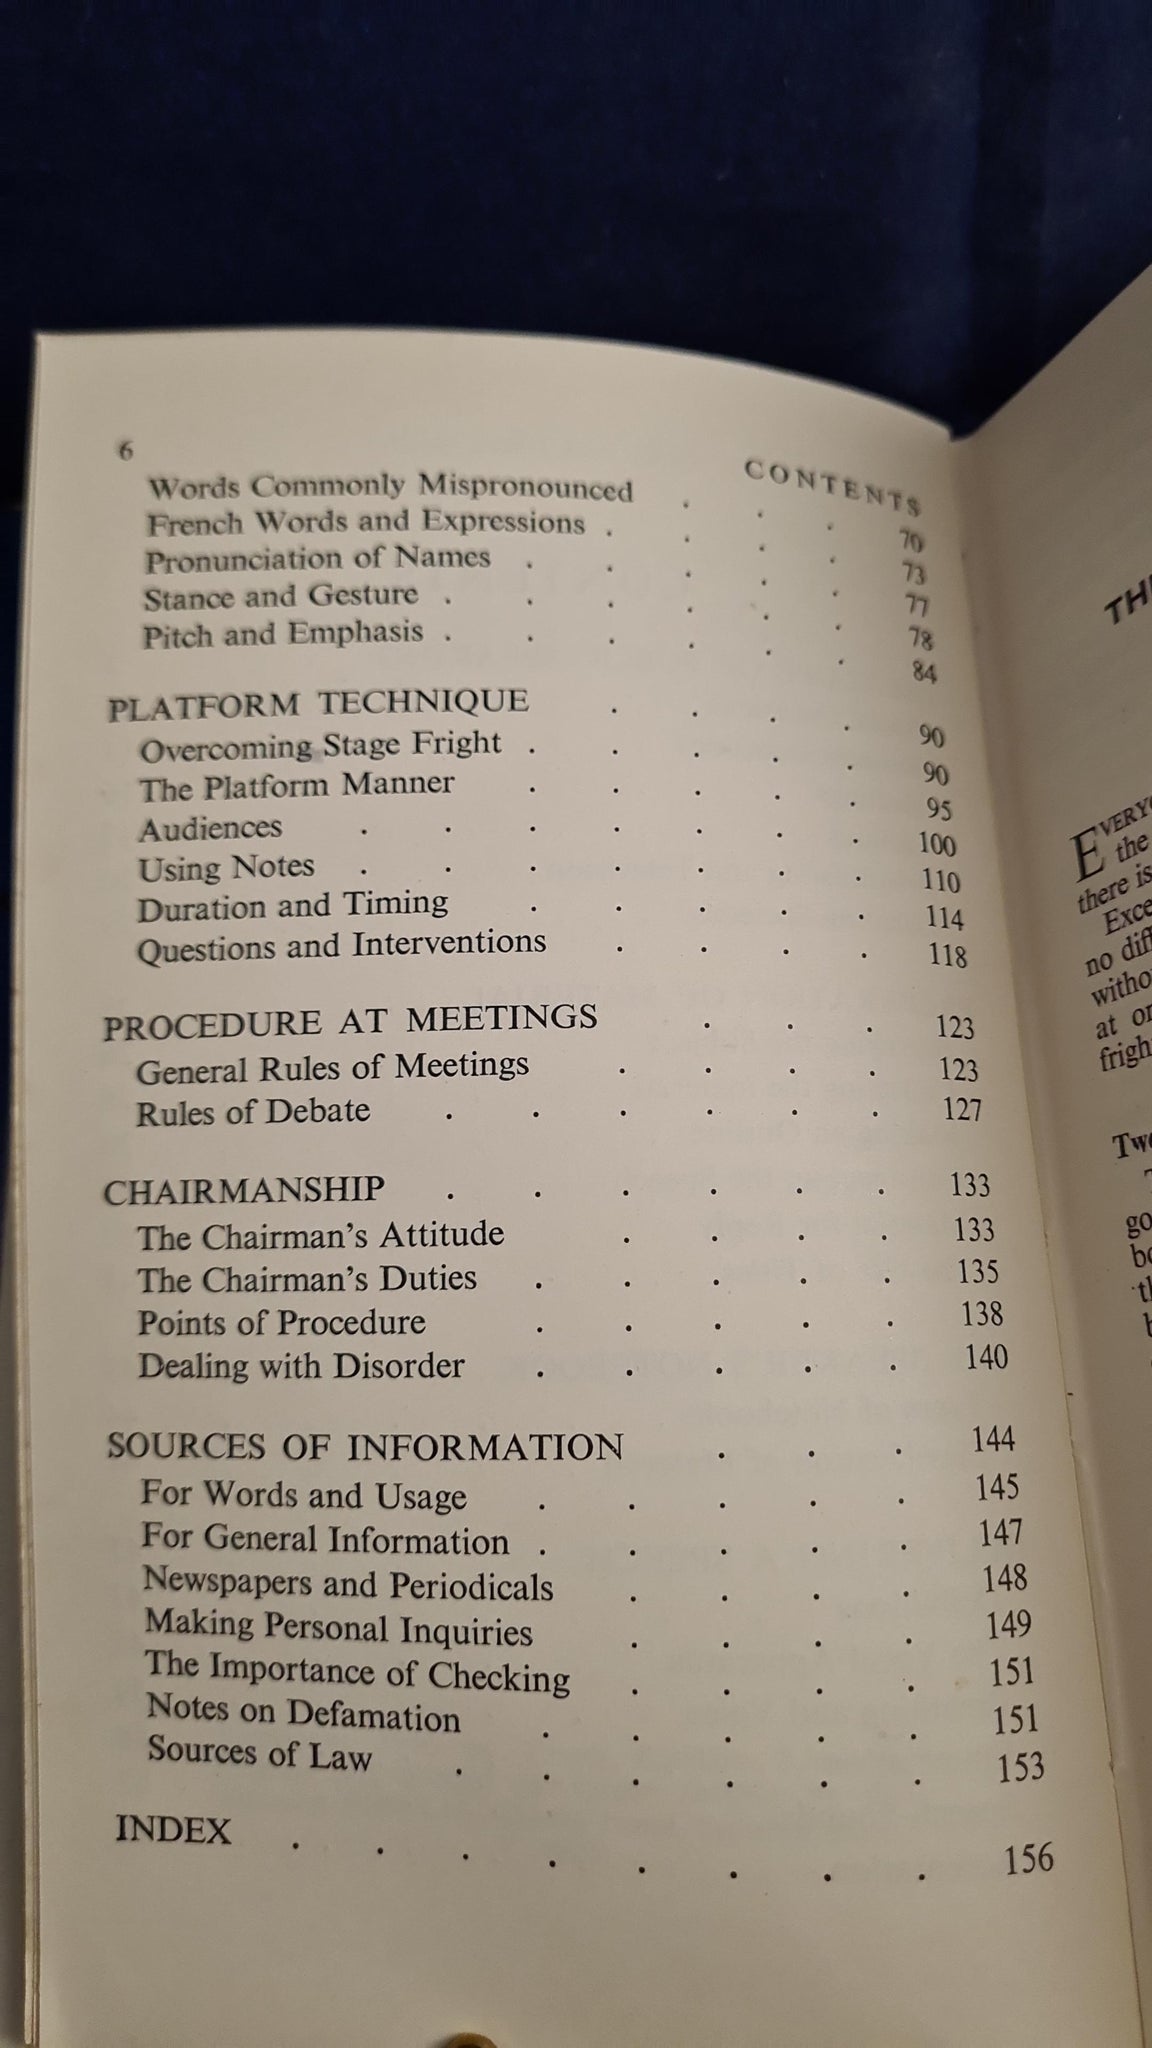 6 CONTENTS
Words Commonly Mispronounced . . . 70
French Words and Expressions . . . . 73
Pronunciation of Names . . . . . 77
Stance and Gesture . . . . . . 78
Pitch and Emphasis . . . . . . 84
PLATFORM TECHNIQUE . . . . 90
Overcoming Stage Fright . . . . . 90
The Platform Manner . . . . . 95
Audiences . . . . . . . 100
Using Notes . . . . . . . 110
Duration and Timing . . . . . 114
Questions and Interventions . . . . 118
PROCEDURE AT MEETINGS . . . 123
General Rules of Meetings . . . . 123
Rules of Debate . . . . . . 127
CHAIRMANSHIP . . . . . . 133
The Chairman's Attitude . . . . 133
The Chairman's Duties . . . . . 135
Points of Procedure . . . . . 138
Dealing with Disorder . . . . . 140
SOURCES OF INFORMATION . . . 144
For Words and Usage . . . . . 145
For General Information . . . . . 147
Newspapers and Periodicals . . . . 148
Making Personal Inquiries . . . . 149
The Importance of Checking . . . . 151
Notes on Defamation . . . . . 151
Sources of Law . . . . . . 153
INDEX . . . . . . . . 156
the
there is
no
at
Two